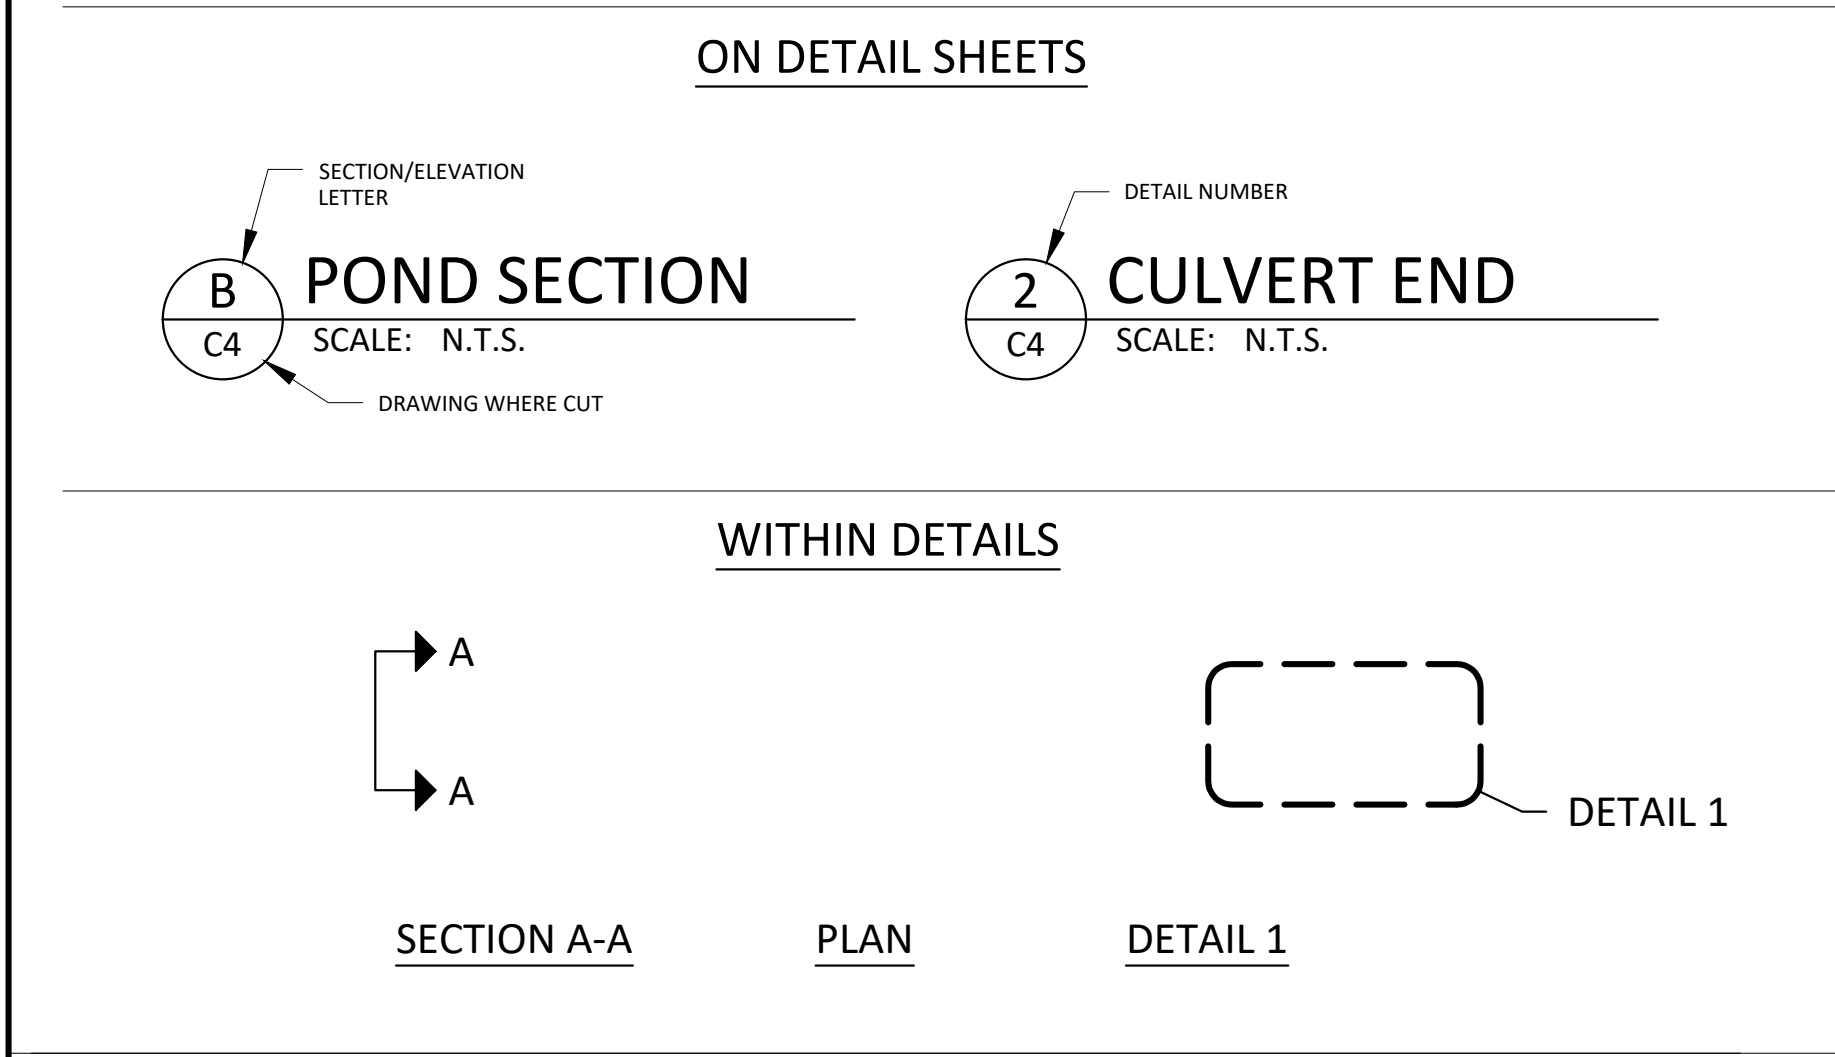 ON DETAIL SHEETS
SECTION/ELEVATION
LETTER
DETAIL NUMBER
B
POND SECTION
C4
SCALE: N.T.S.
DRAWING WHERE CUT
2
CULVERT END
C4
SCALE: N.T.S.
WITHIN DETAILS
A
A
DETAIL 1
SECTION A-A
PLAN
DETAIL 1